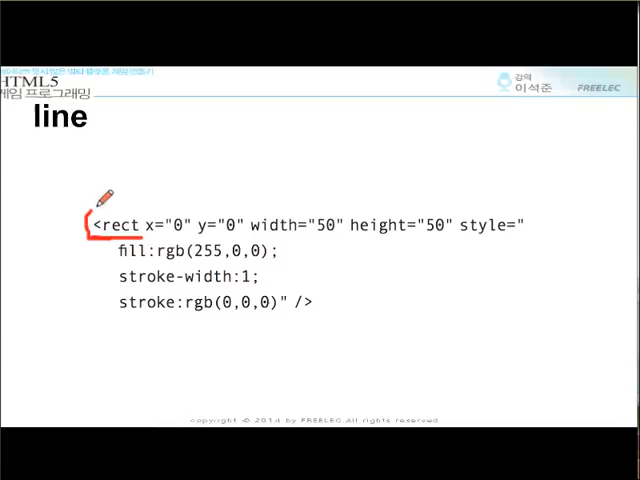 HTML5
게임 프로그래밍
강의
이석준
FREELEC
line
<rect x="0" y="0" width="50" height="50" style="
fill:rgb(255,0,0);
stroke-width:1;
stroke:rgb(0,0,0)" />
copyright © 2014 by FREELEC.All rights reserved